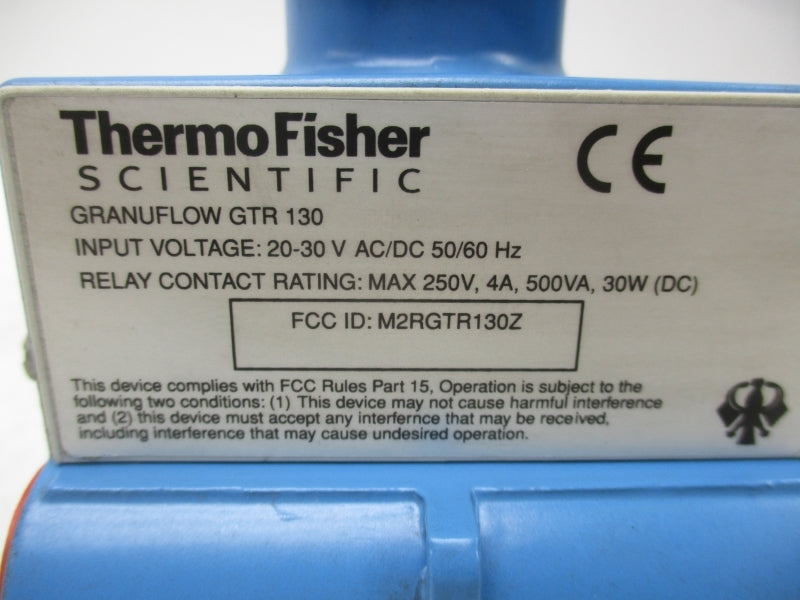 ThermoFisher
SCIENTIFIC
CE
GRANUFLOW GTR 130
INPUT VOLTAGE: 20-30 V AC/DC 50/60 Hz
RELAY CONTACT RATING: MAX 250V, 4A, 500VA, 30W (DC)
FCC ID: M2RGTR130Z
This device complies with FCC Rules Part 15, Operation is subject to the
following two conditions: (1) This device may not cause harmful interference
and (2) this device must accept any interfernce that may be received,
including interference that may cause undesired operation.